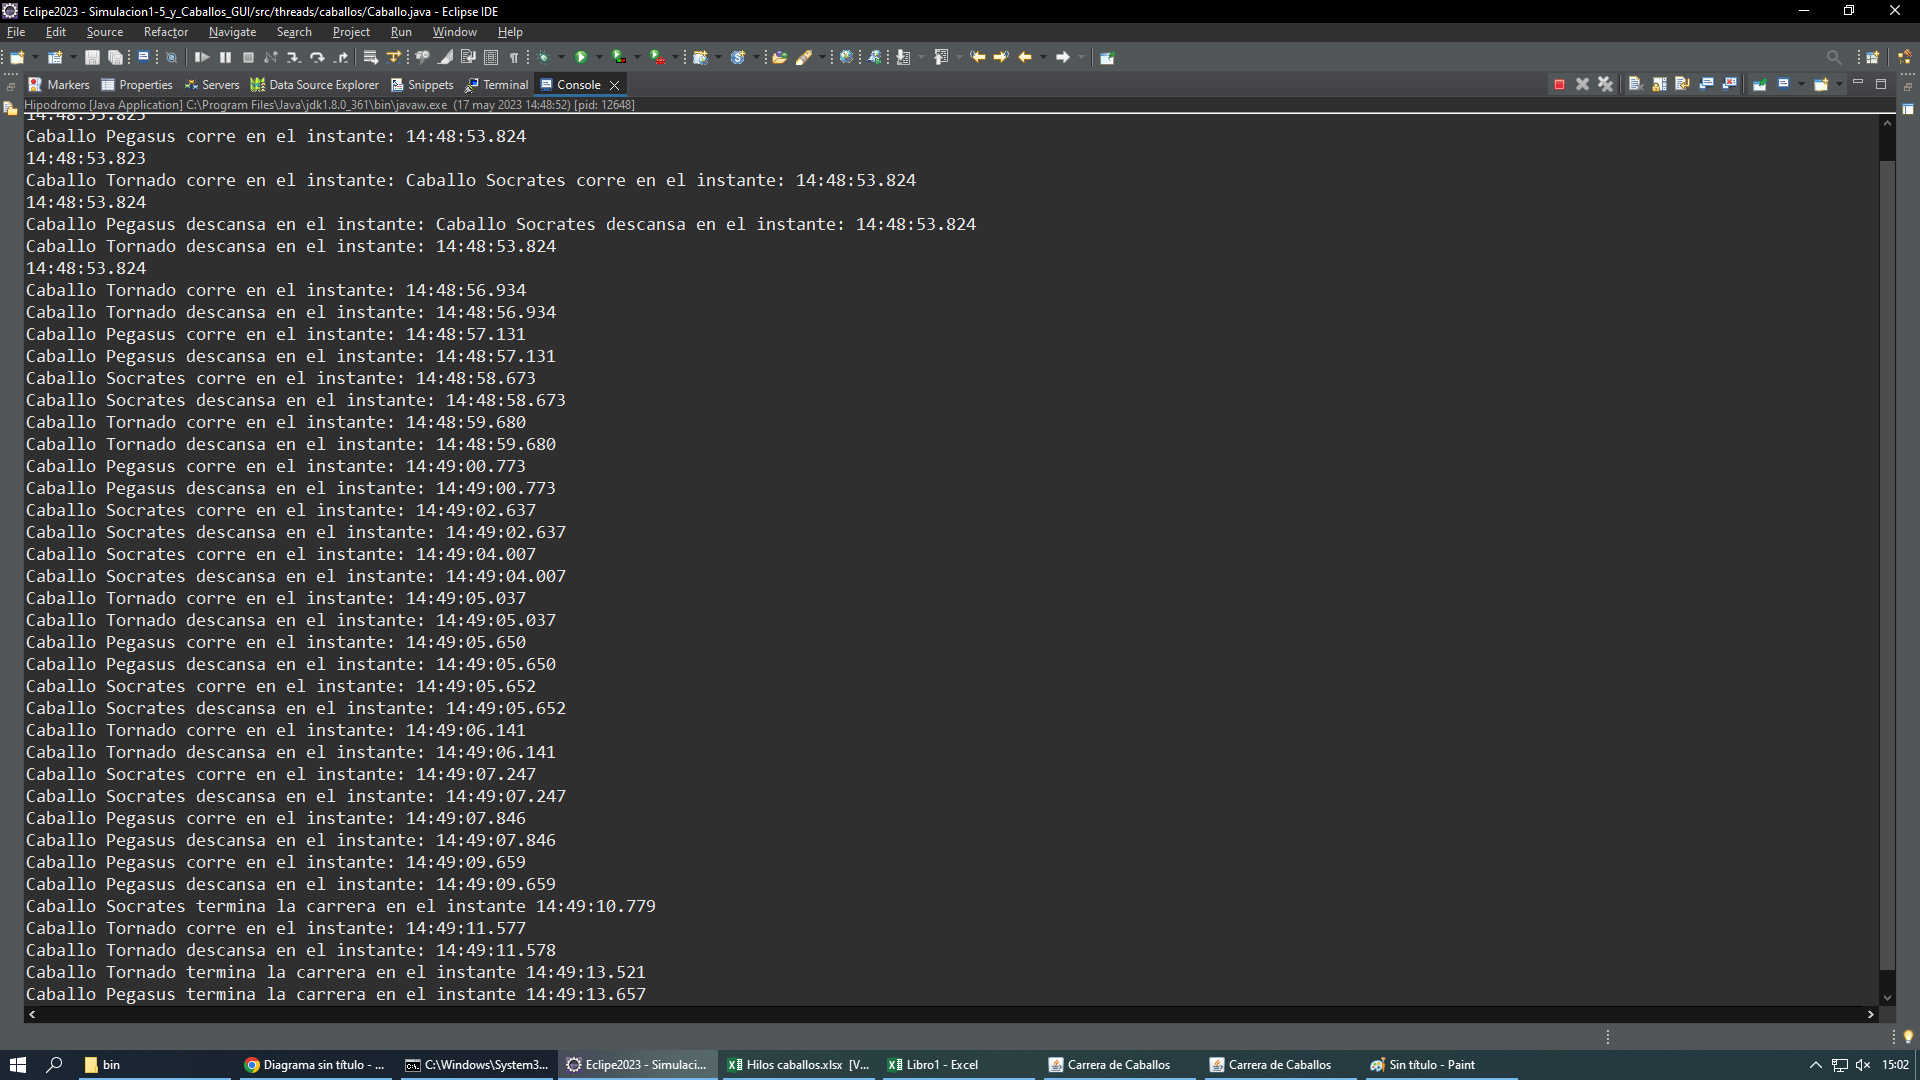 Eclipe2023 - Simulacion1-5_y_Caballos_GUI/src/threads/caballos/Caballo.java - Eclipse IDE
File Edit Source Refactor Navigate Search Project Run Window Help
Markers Properties Servers Data Source Explorer Snippets Terminal Console
Hipodromo [Java Application] C:\Program Files\Java\jdk1.8.0_361\bin\javaw.exe (17 may 2023 14:48:52) [pid: 12648]
14:48:53.823
Caballo Pegasus corre en el instante: 14:48:53.824
14:48:53.823
Caballo Tornado corre en el instante: Caballo Socrates corre en el instante: 14:48:53.824
14:48:53.824
Caballo Pegasus descansa en el instante: Caballo Socrates descansa en el instante: 14:48:53.824
Caballo Tornado descansa en el instante: 14:48:53.824
14:48:53.824
Caballo Tornado corre en el instante: 14:48:56.934
Caballo Tornado descansa en el instante: 14:48:56.934
Caballo Pegasus corre en el instante: 14:48:57.131
Caballo Pegasus descansa en el instante: 14:48:57.131
Caballo Socrates corre en el instante: 14:48:58.673
Caballo Socrates descansa en el instante: 14:48:58.673
Caballo Tornado corre en el instante: 14:48:59.680
Caballo Tornado descansa en el instante: 14:48:59.680
Caballo Pegasus corre en el instante: 14:49:00.773
Caballo Pegasus descansa en el instante: 14:49:00.773
Caballo Socrates corre en el instante: 14:49:02.637
Caballo Socrates descansa en el instante: 14:49:02.637
Caballo Socrates corre en el instante: 14:49:04.007
Caballo Socrates descansa en el instante: 14:49:04.007
Caballo Tornado corre en el instante: 14:49:05.037
Caballo Tornado descansa en el instante: 14:49:05.037
Caballo Pegasus corre en el instante: 14:49:05.650
Caballo Pegasus descansa en el instante: 14:49:05.650
Caballo Socrates corre en el instante: 14:49:05.652
Caballo Socrates descansa en el instante: 14:49:05.652
Caballo Tornado corre en el instante: 14:49:06.141
Caballo Tornado descansa en el instante: 14:49:06.141
Caballo Socrates corre en el instante: 14:49:07.247
Caballo Socrates descansa en el instante: 14:49:07.247
Caballo Pegasus corre en el instante: 14:49:07.846
Caballo Pegasus descansa en el instante: 14:49:07.846
Caballo Pegasus corre en el instante: 14:49:09.659
Caballo Pegasus descansa en el instante: 14:49:09.659
Caballo Socrates termina la carrera en el instante 14:49:10.779
Caballo Tornado corre en el instante: 14:49:11.577
Caballo Tornado descansa en el instante: 14:49:11.578
Caballo Tornado termina la carrera en el instante 14:49:13.521
Caballo Pegasus termina la carrera en el instante 14:49:13.657
bin Diagrama sin título - ... C:\Windows\System3... Eclipe2023 - Simulaci... Hilos caballos.xlsx [V... Libro1 - Excel Carrera de Caballos Carrera de Caballos Sin título - Paint 15:02